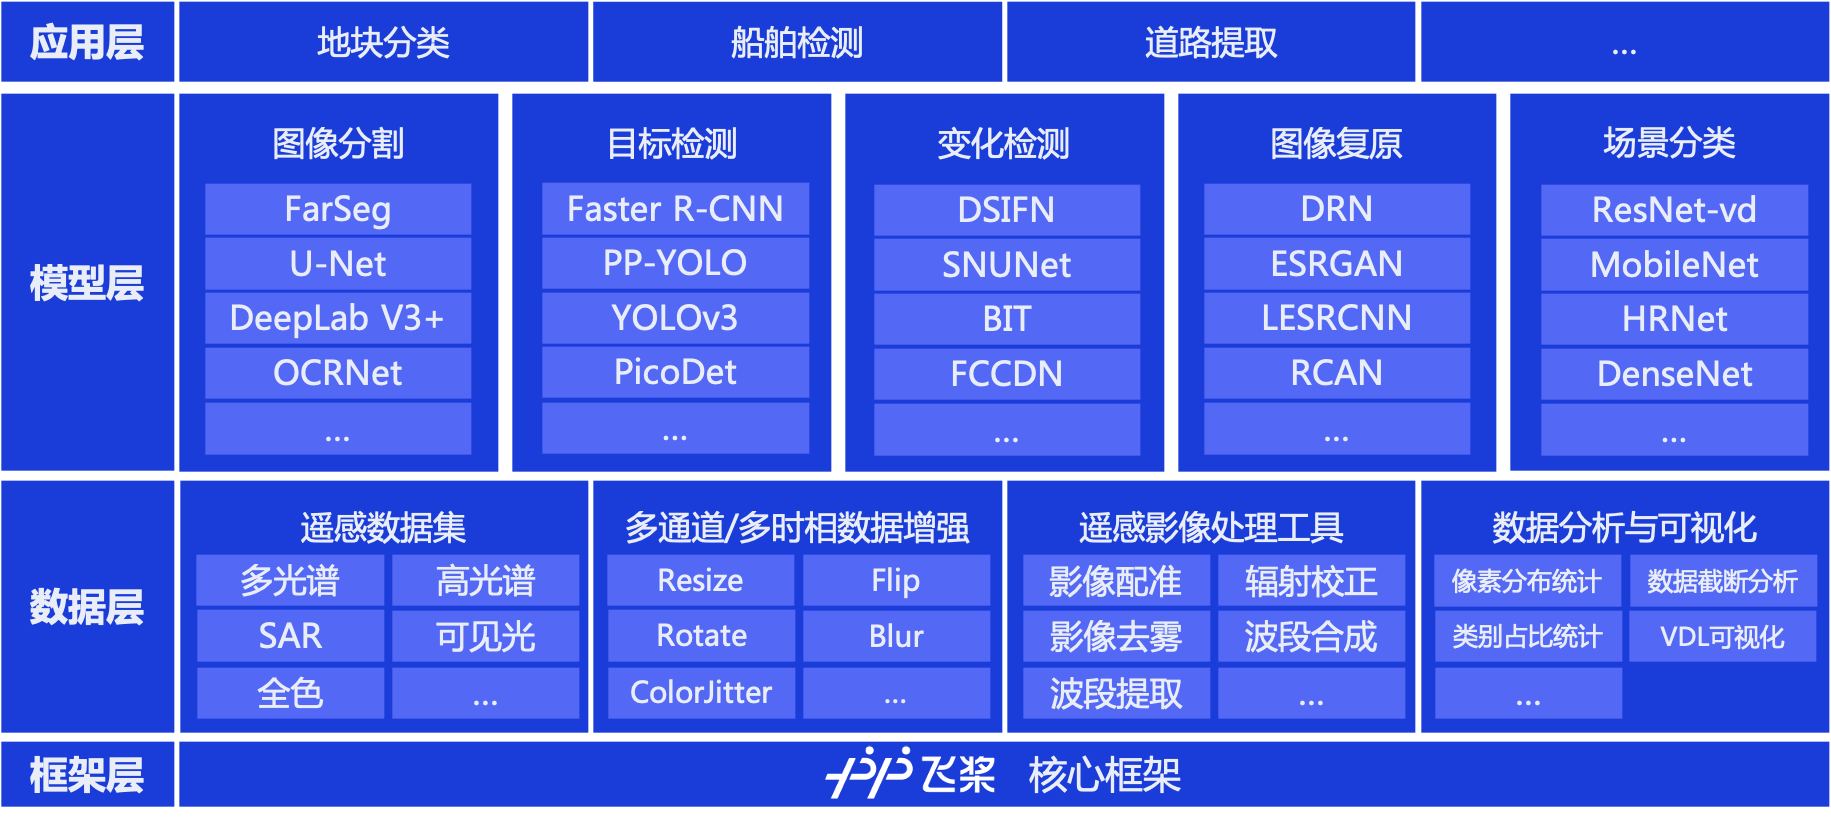 应用层
地块分类
船舶检测
道路提取
...
模型层
图像分割
FarSeg
U-Net
DeepLab V3+
OCRNet
...
目标检测
Faster R-CNN
PP-YOLO
YOLOv3
PicoDet
...
变化检测
DSIFN
SNUNet
BIT
FCCDN
...
图像复原
DRN
ESRGAN
LESRCNN
RCAN
...
场景分类
ResNet-vd
MobileNet
HRNet
DenseNet
...
数据层
遥感数据集
多光谱
高光谱
SAR
可见光
全色
...
多通道/多时相数据增强
Resize
Flip
Rotate
Blur
ColorJitter
...
遥感影像处理工具
影像配准
辐射校正
影像去雾
波段合成
波段提取
...
数据分析与可视化
像素分布统计
数据截断分析
类别占比统计
VDL可视化
...
框架层
飞桨 核心框架